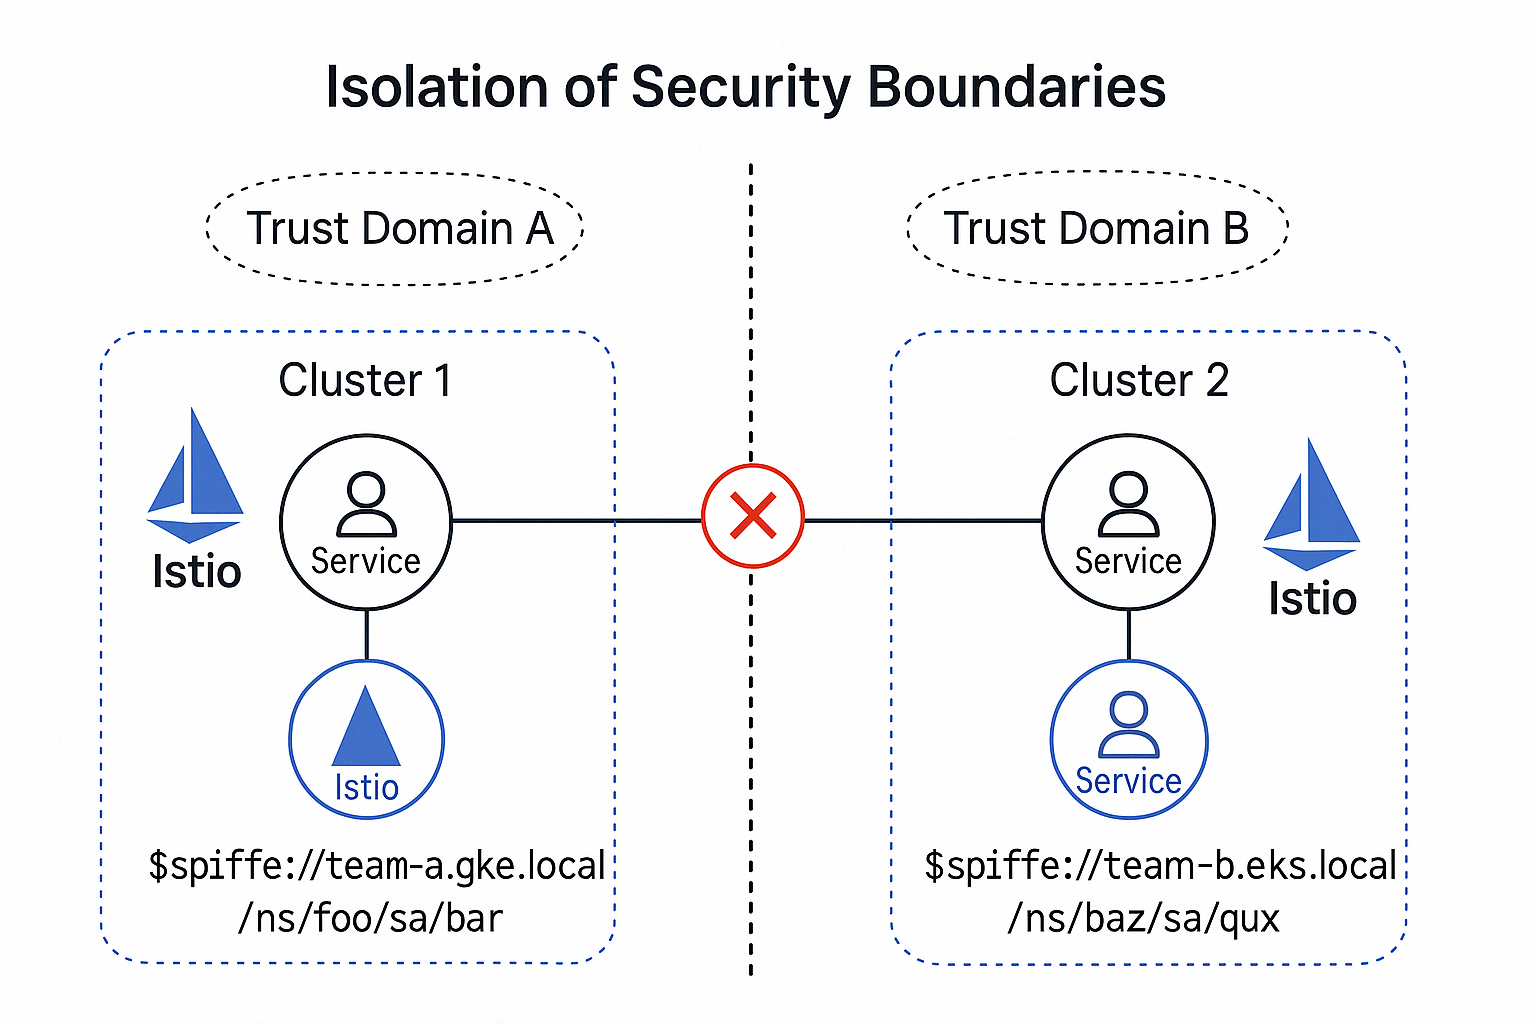 Isolation of Security Boundaries
Trust Domain A
Trust Domain B
Cluster 1
Istio
Service
Istio
$spiffe://team-a.gke.local
/ns/foo/sa/bar
Cluster 2
Service
Istio
Service
$spiffe://team-b.eks.local
/ns/baz/sa/qux